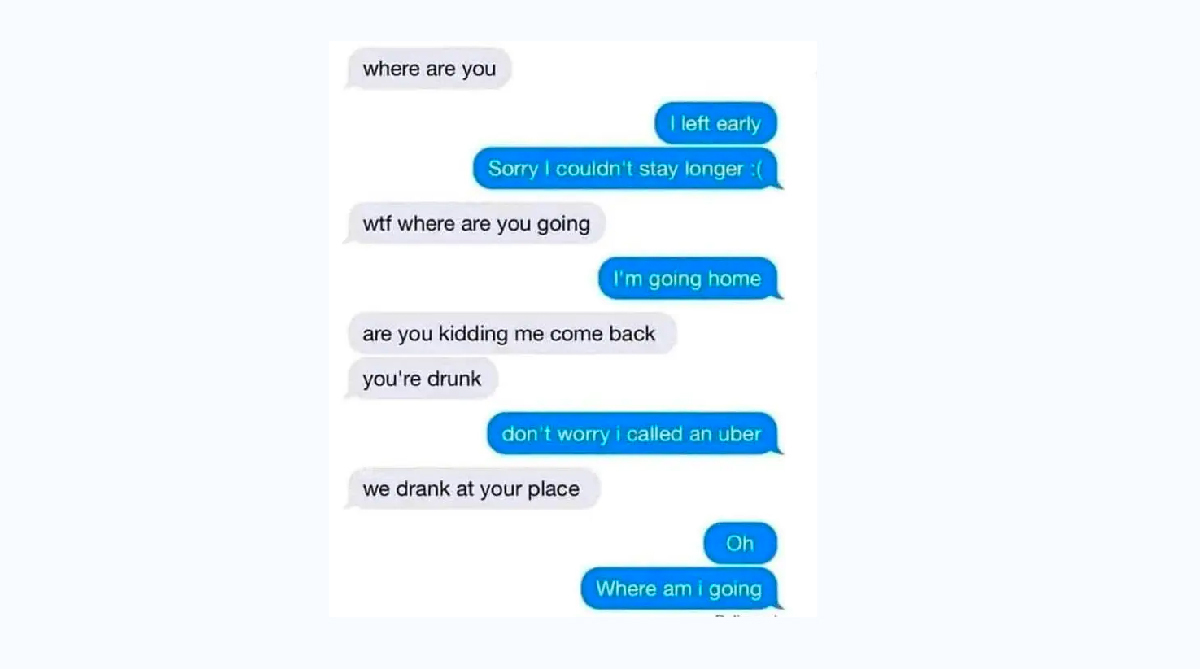 where are you
I left early
Sorry I couldn't stay longer :(
wtf where are you going
I'm going home
are you kidding me come back
you're drunk
don't worry i called an uber
we drank at your place
Oh
Where am i going